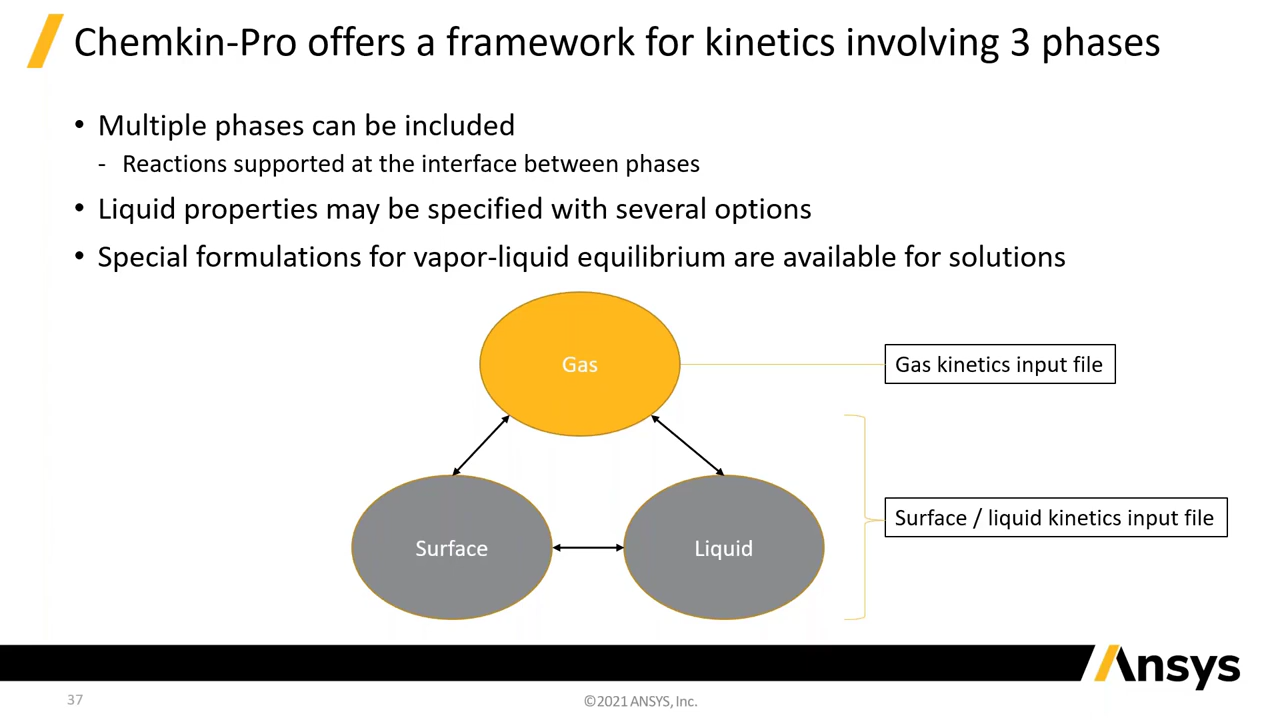 Chemkin-Pro offers a framework for kinetics involving 3 phases
• Multiple phases can be included
- Reactions supported at the interface between phases
• Liquid properties may be specified with several options
• Special formulations for vapor-liquid equilibrium are available for solutions
Gas
Gas kinetics input file
Surface / liquid kinetics input file
Surface
Liquid
Ansys
37
©2021 ANSYS, Inc.